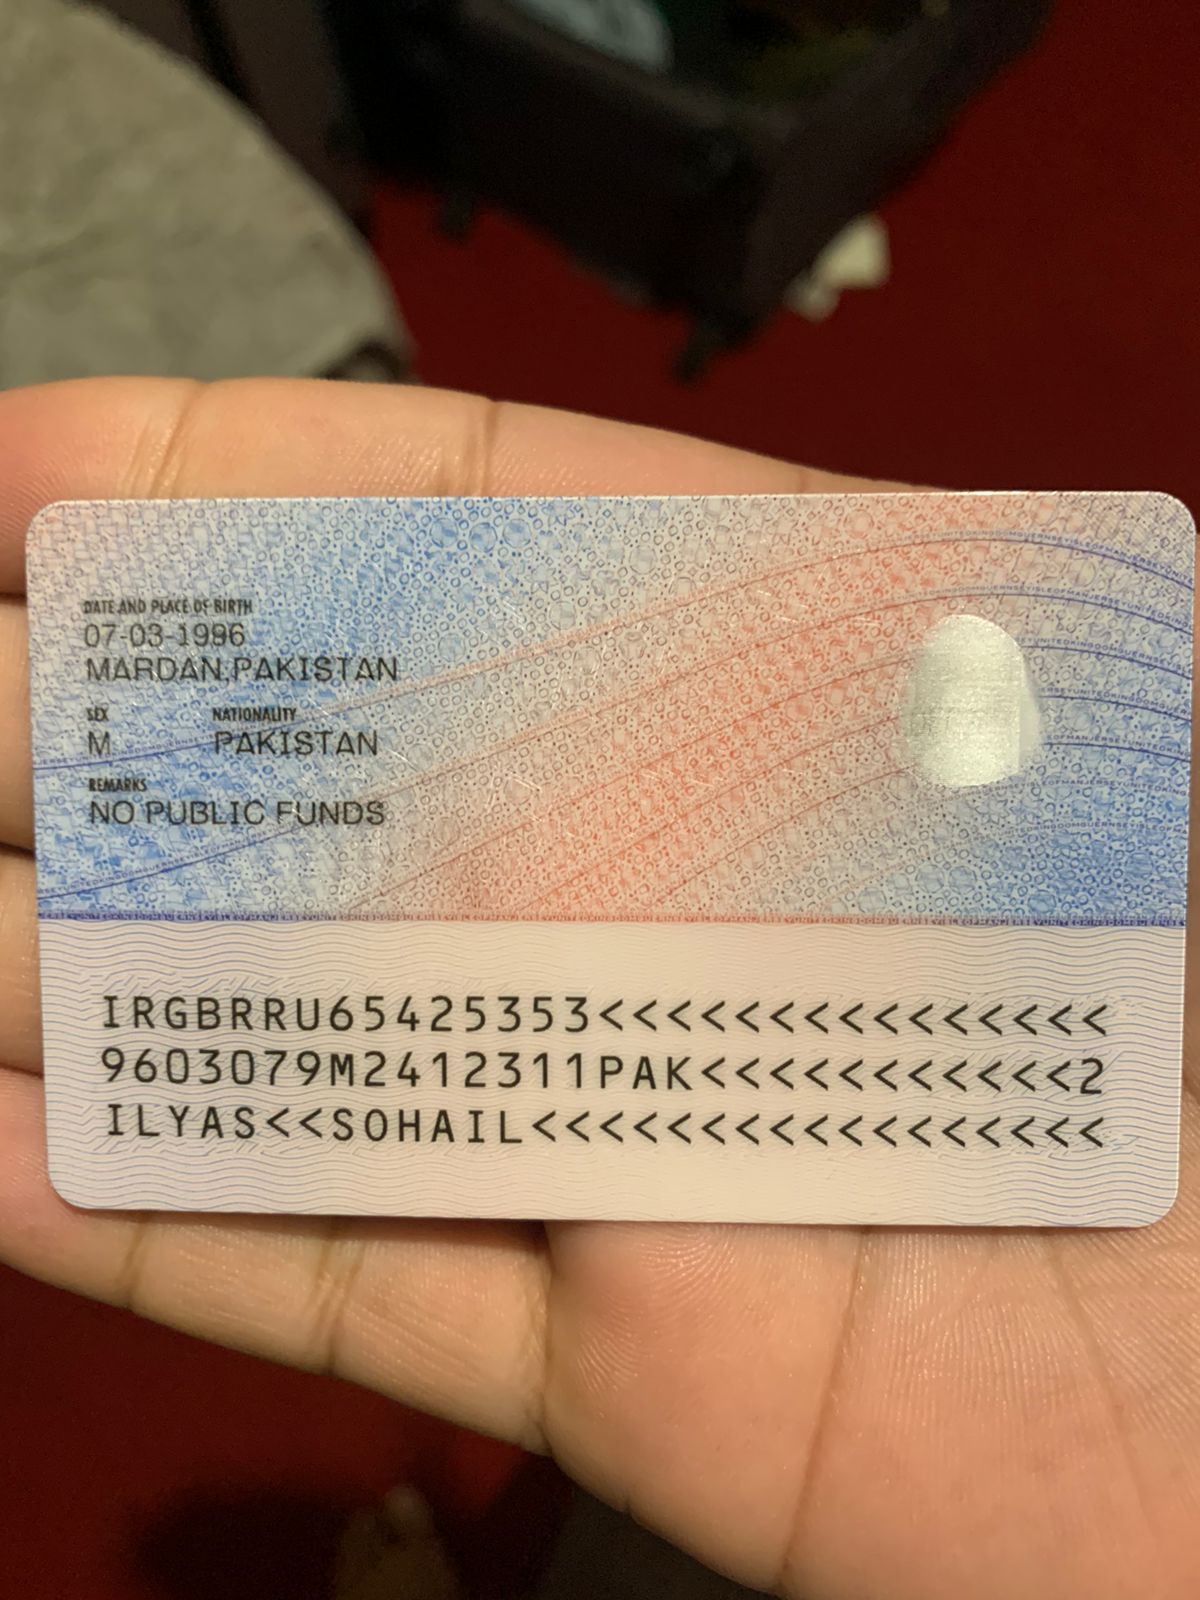 DATE AND PLACE OF BIRTH
07-03-1996
MARDAN,PAKISTAN
SEX NATIONALITY
M PAKISTAN
REMARKS
NO PUBLIC FUNDS
IRGBRRU65425353<<<<<<<<<<<<<<<
9603079M2412311PAK<<<<<<<<<<<2
ILYAS<<SOHAIL<<<<<<<<<<<<<<<<<